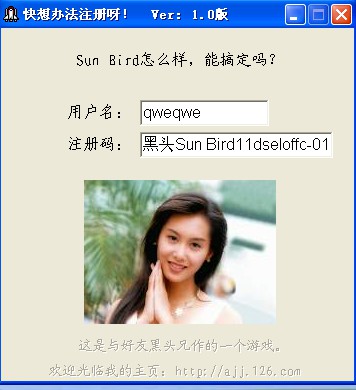 快想办法注册呀！ Ver: 1.0版
Sun Bird怎么样，能搞定吗？
用户名： qweqwe
注册码： 黑头Sun Bird11dseloffc-01
这是与好友黑头兄作的一个游戏。
欢迎光临我的主页：http://ajj.126.com